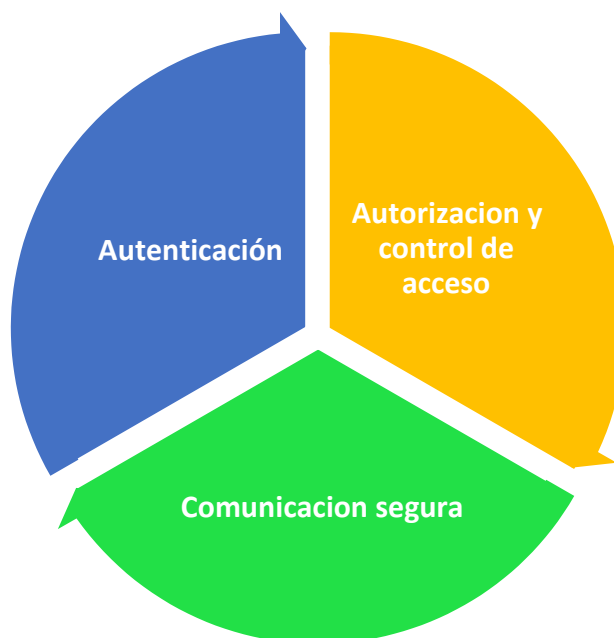 Autenticación
Autorizacion y
control de
acceso
Comunicacion segura